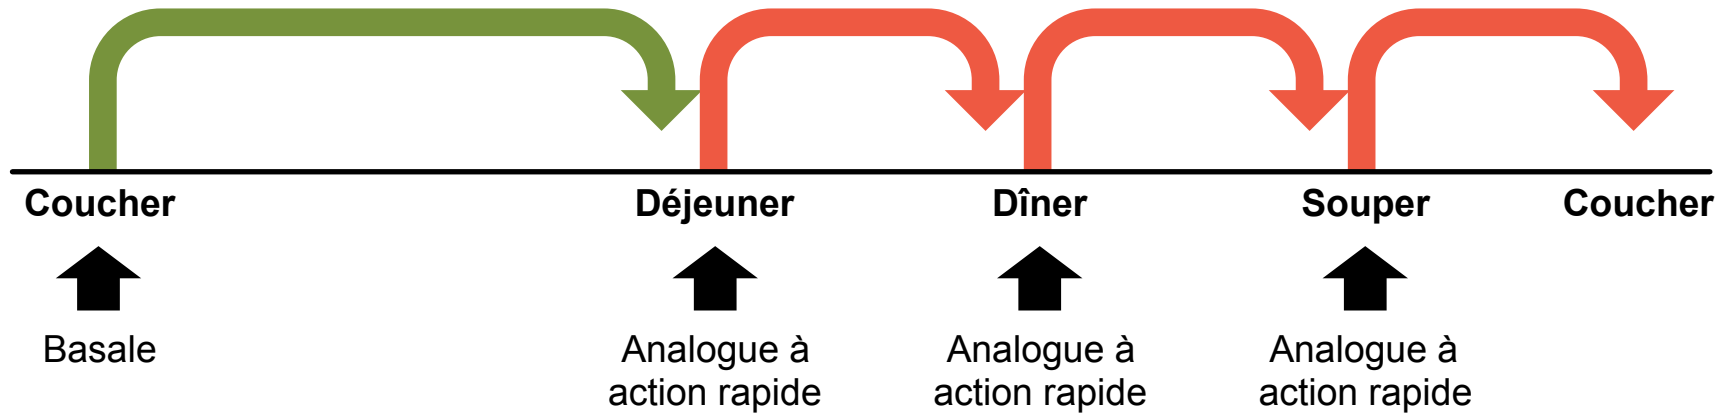 Coucher
Déjeuner
Dîner
Souper
Coucher
Basale
Analogue à
action rapide
Analogue à
action rapide
Analogue à
action rapide